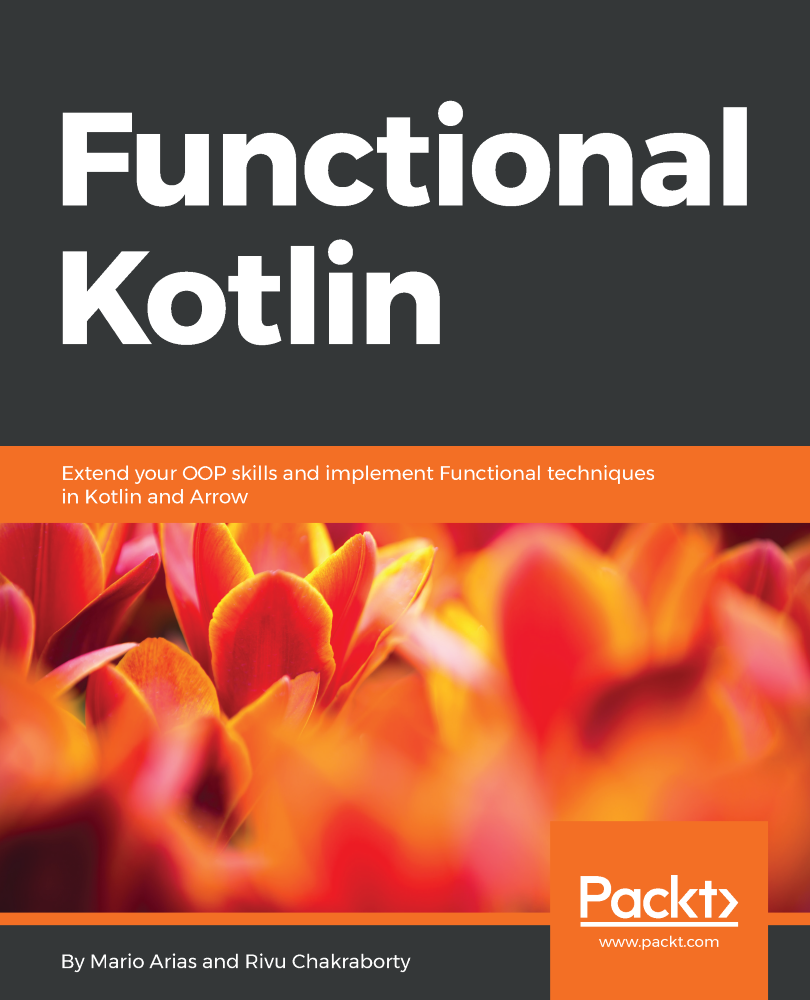 Functional
Kotlin
Extend your OOP skills and implement Functional techniques
in Kotlin and Arrow
Packt>
www.packt.com
By Mario Arias and Rivu Chakraborty